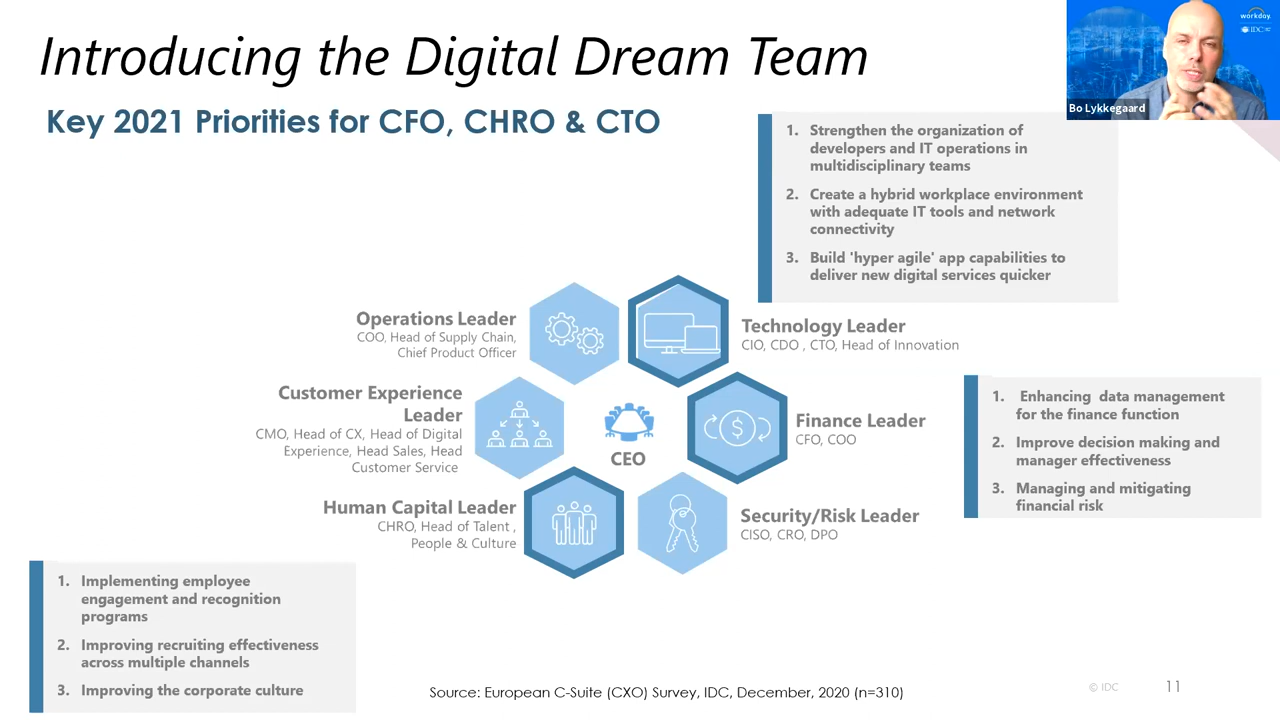 Introducing the Digital Dream Team
workday.
IDC
Bo Lykkegaard
Key 2021 Priorities for CFO, CHRO & CTO
1. Strengthen the organization of
developers and IT operations in
multidisciplinary teams
2. Create a hybrid workplace environment
with adequate IT tools and network
connectivity
3. Build 'hyper agile' app capabilities to
deliver new digital services quicker
Operations Leader
COO, Head of Supply Chain,
Chief Product Officer
Technology Leader
CIO, CDO , CTO, Head of Innovation
Customer Experience
Leader
CMO, Head of CX, Head of Digital
Experience, Head Sales, Head
Customer Service
CEO
$
Finance Leader
CFO, COO
1. Enhancing data management
for the finance function
2. Improve decision making and
manager effectiveness
3. Managing and mitigating
financial risk
Human Capital Leader
CHRO, Head of Talent ,
People & Culture
Security/Risk Leader
CISO, CRO, DPO
1. Implementing employee
engagement and recognition
programs
2. Improving recruiting effectiveness
across multiple channels
3. Improving the corporate culture
Source: European C-Suite (CXO) Survey, IDC, December, 2020 (n=310)
© IDC
11